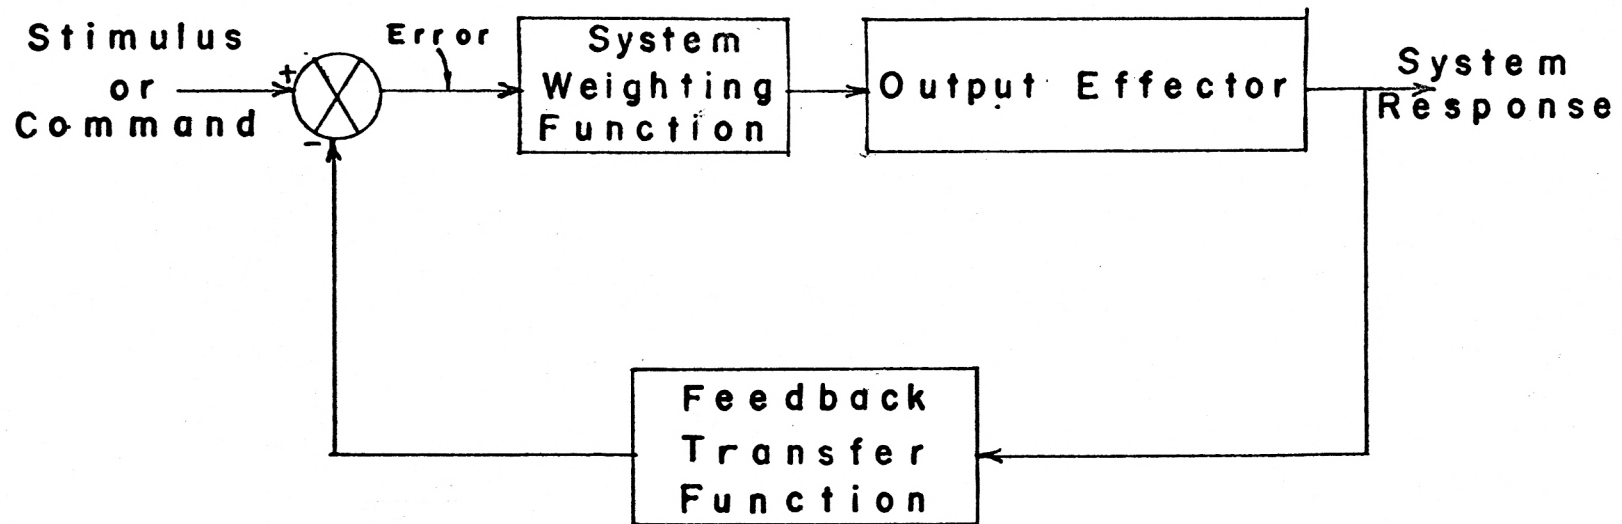 Stimulus
or
Command
+
-
Error
System
Weighting
Function
Output Effector
System
Response
Feedback
Transfer
Function